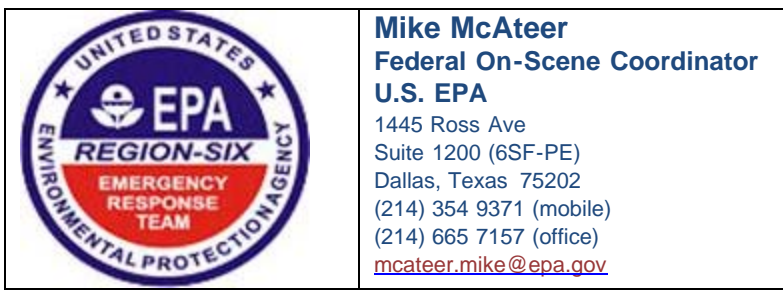 UNITED STATES
EPA
REGION-SIX
EMERGENCY
RESPONSE
TEAM
ENVIRONMENTAL PROTECTION AGENCY
Mike McAteer
Federal On-Scene Coordinator
U.S. EPA
1445 Ross Ave
Suite 1200 (6SF-PE)
Dallas, Texas 75202
(214) 354 9371 (mobile)
(214) 665 7157 (office)
mcateer.mike@epa.gov